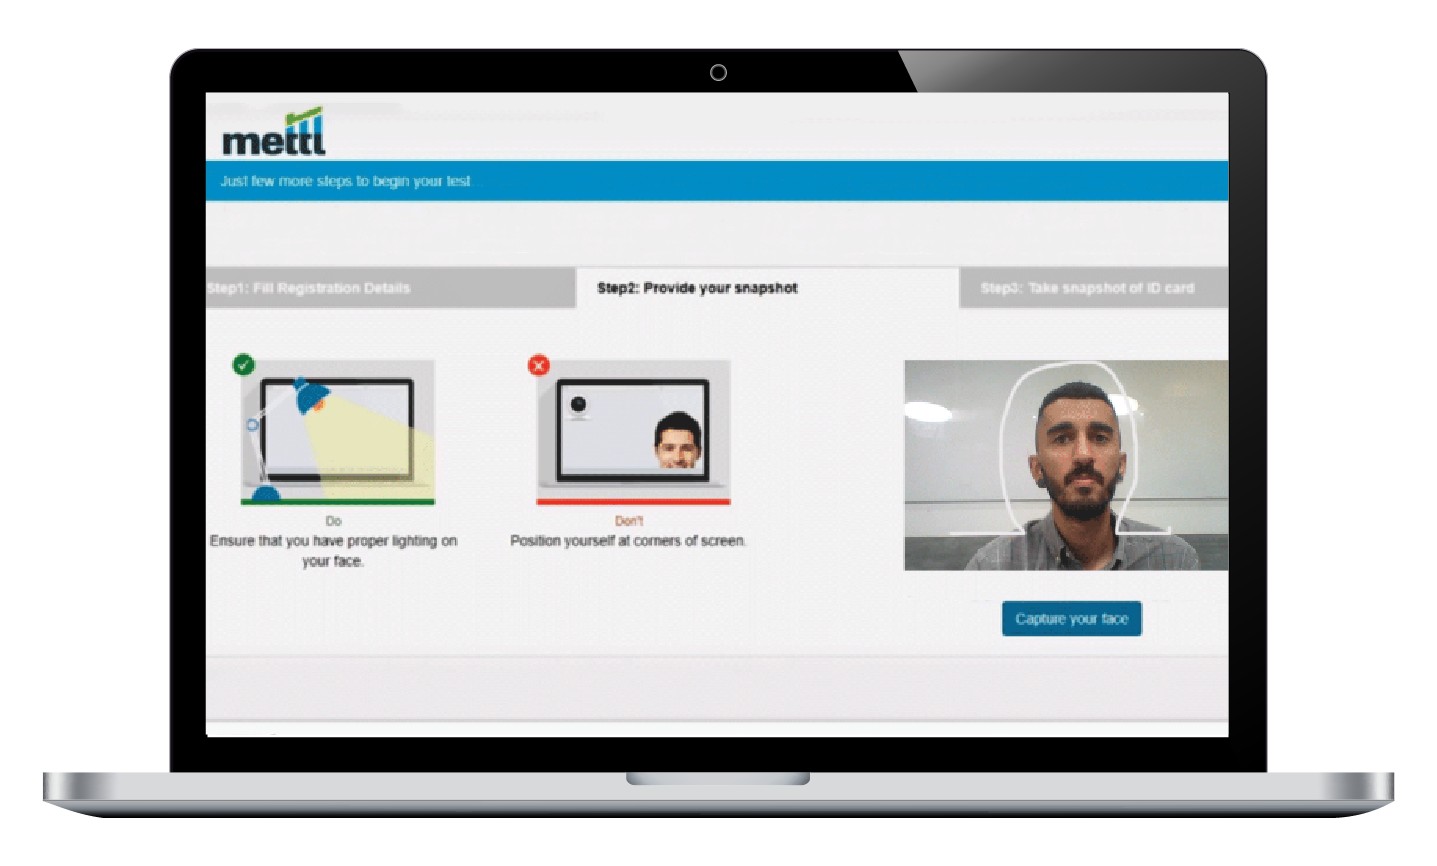 mettl
Just few more steps to begin your test
Step1: Fill Registration Details
Step2: Provide your snapshot
Step3: Take snapshot of ID card
Do
Ensure that you have proper lighting on
your face.
Don't
Position yourself at corners of screen.
Capture your face